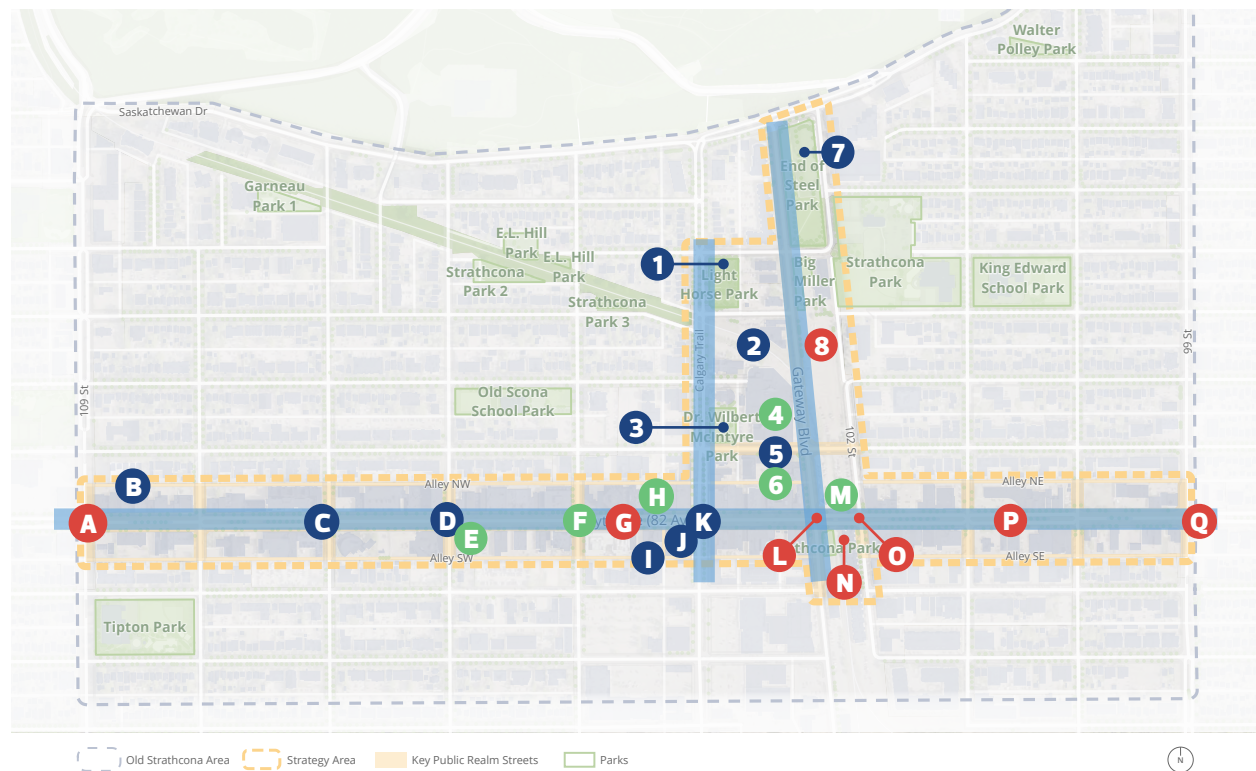 Walter
Polley Park
Saskatchewan Dr
7
End of
Steel
Park
Garneau
Park 1
E.L. Hill
Park
E.L. Hill
Park
Strathcona
Park 2
Strathcona
Park 3
1
Light
Horse Park
Big
Miller
Park
Strathcona
Park
King Edward
School Park
2
8
Calgary Trail
Gateway Blvd
109 St
99 St
Old Scona
School Park
3
Dr. Wilbert
McIntyre
Park
4
5
102 St
6
B
Alley NW
H
M
Alley NE
A
C
D
E
F
G
(82 Av
K
J
I
L
N
O
P
Q
Alley SW
Park
Alley SE
Tipton Park
Old Strathcona Area
Strategy Area
Key Public Realm Streets
Parks
N